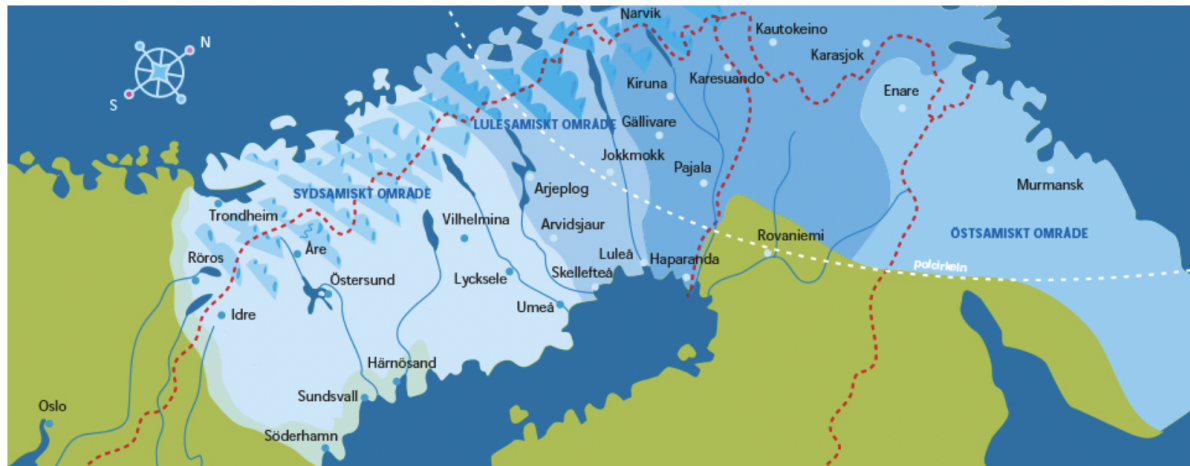 Narvik
Kautokeino
N
Karasjok
Karesuando
Kiruna
Enare
S
LULESAMISKT OMRÅDE
Gällivare
Jokkmokk
Pajala
Murmansk
Arjeplog
SYDSAMISKT OMRÅDE
Trondheim
Vilhelmina
Arvidsjaur
Rovaniemi
ÖSTSAMISKT OMRÅDE
Åre
Röros
Luleå
Haparanda
polcirkeln
Skellefteå
Östersund
Lycksele
Umeå
Idre
Härnösand
Sundsvall
Oslo
Söderhamn